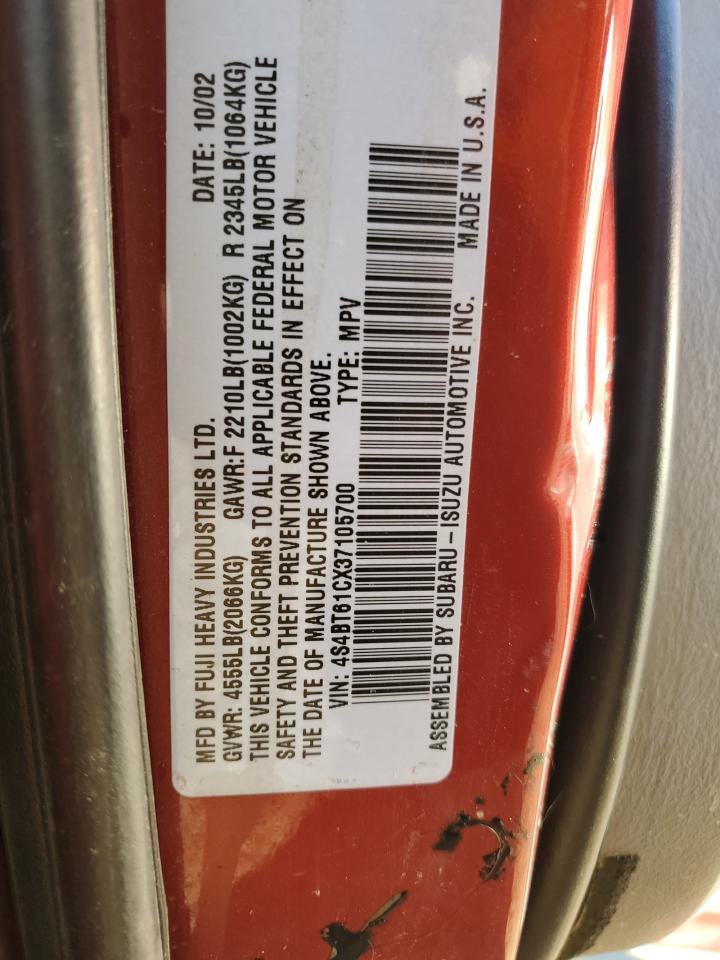 MFD BY FUJI HEAVY INDUSTRIES LTD. DATE: 10/02
GVWR: 4555LB(2066KG) GAWR:F 2210LB(1002KG) R 2345LB(1064KG)
THIS VEHICLE CONFORMS TO ALL APPLICABLE FEDERAL MOTOR VEHICLE
SAFETY AND THEFT PREVENTION STANDARDS IN EFFECT ON
THE DATE OF MANUFACTURE SHOWN ABOVE.
VIN: 4S4BT61CX37105700 TYPE: MPV
ASSEMBLED BY SUBARU-ISUZU AUTOMOTIVE INC. MADE IN U.S.A.